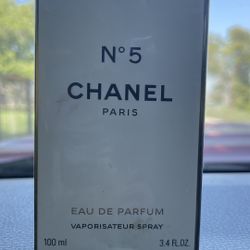 N°5
CHANEL
PARIS
EAU DE PARFUM
VAPORISATEUR SPRAY
100 ml 3.4 FL.OZ.